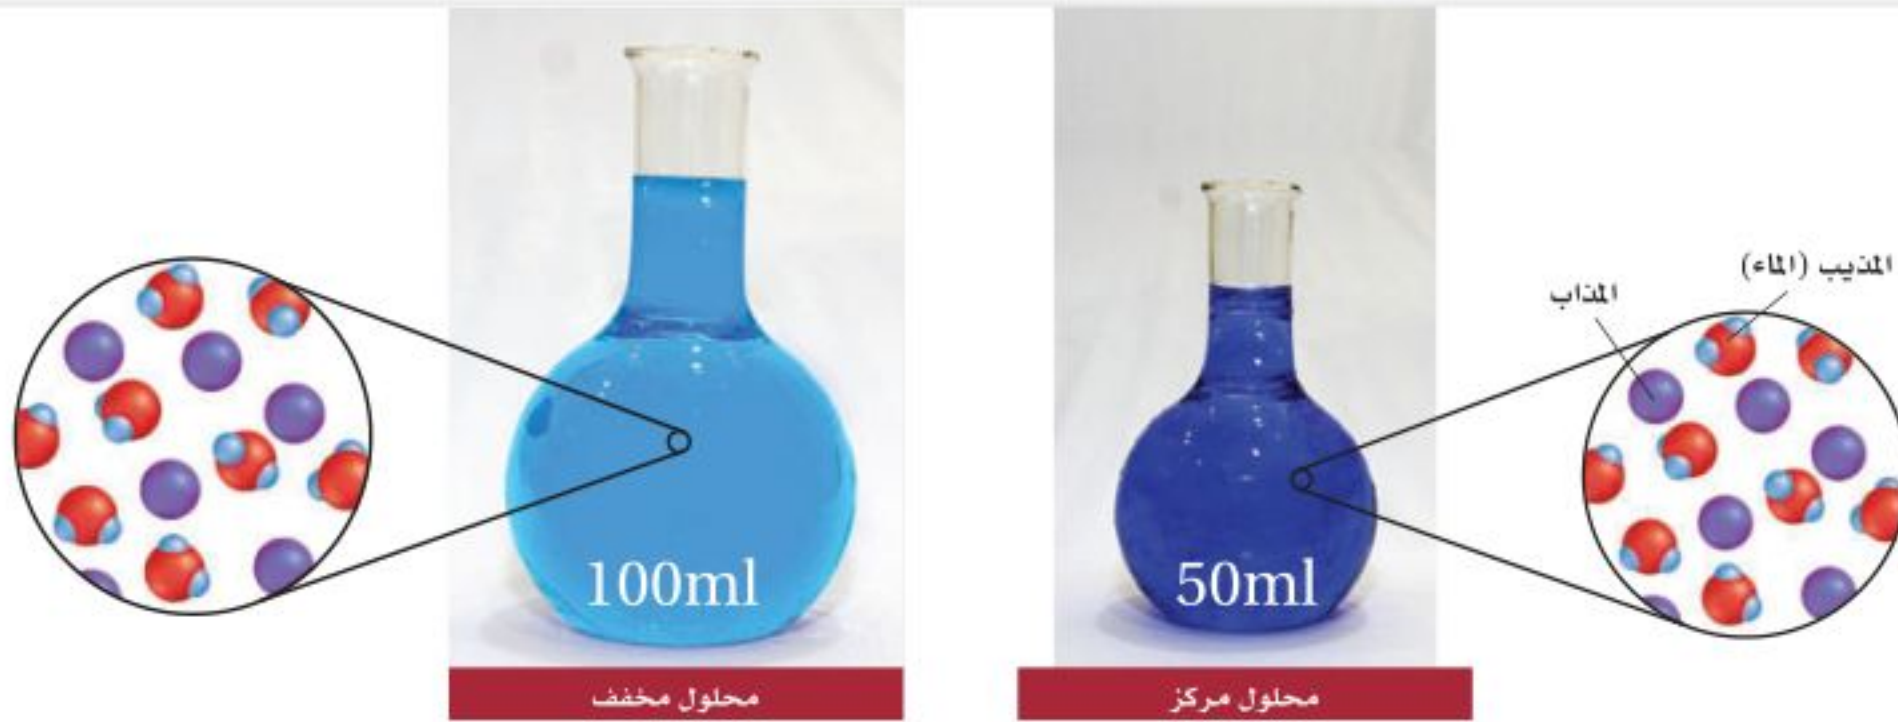 المذيب (الماء)
المذاب
50ml
100ml
محلول مركز
محلول مخفف